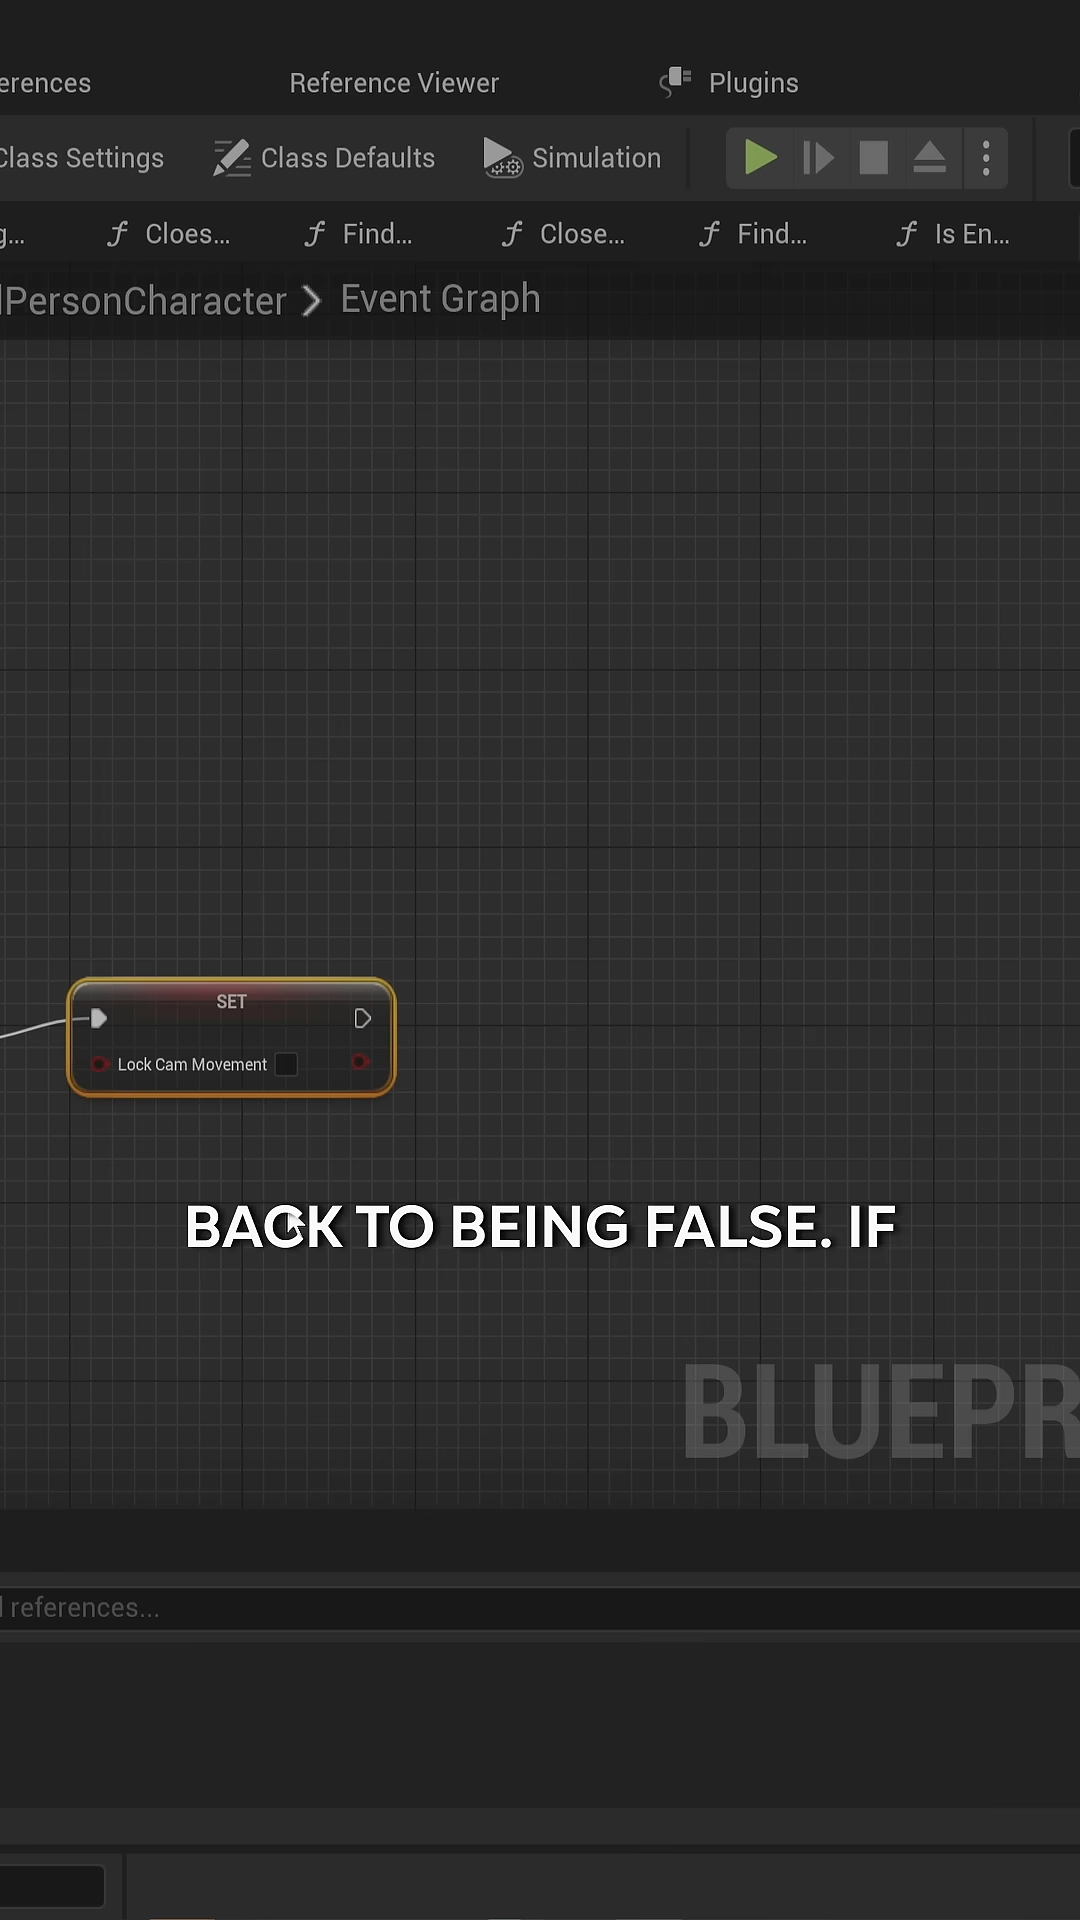 erences Reference Viewer Plugins
Class Settings Class Defaults Simulation
g... Cloes... Find... Close... Find... Is En...
PersonCharacter > Event Graph
SET
Lock Cam Movement
BACK TO BEING FALSE. IF
BLUEPR
references...